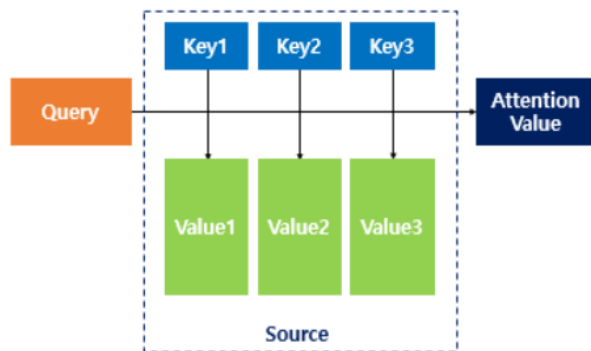 Key1 Key2 Key3
Query
Attention
Value
Value1 Value2 Value3
Source